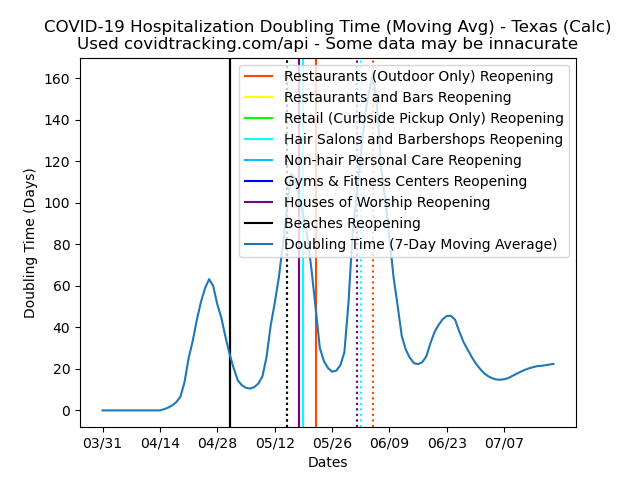 COVID-19 Hospitalization Doubling Time (Moving Avg) - Texas (Calc)
Used covidtracking.com/api - Some data may be innacurate
Restaurants (Outdoor Only) Reopening
Restaurants and Bars Reopening
Retail (Curbside Pickup Only) Reopening
Hair Salons and Barbershops Reopening
Non-hair Personal Care Reopening
Gyms & Fitness Centers Reopening
Houses of Worship Reopening
Beaches Reopening
Doubling Time (7-Day Moving Average)
Doubling Time (Days)
160
140
120
100
80
60
40
20
0
03/31 04/14 04/28 05/12 05/26 06/09 06/23 07/07
Dates